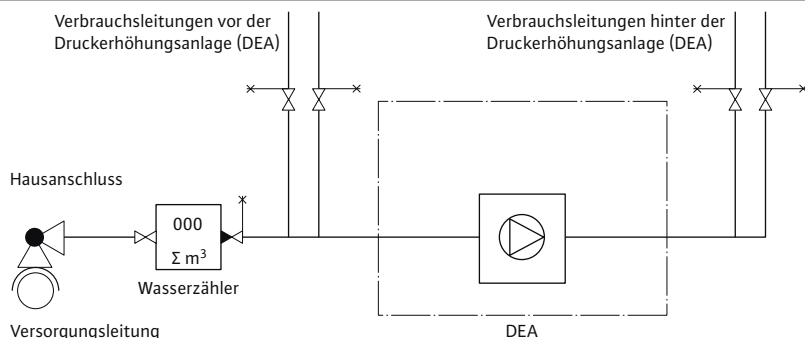 Verbrauchsleitungen vor der
Druckerhöhungsanlage (DEA)
Verbrauchsleitungen hinter der
Druckerhöhungsanlage (DEA)
Hausanschluss
000
Σ m³
Wasserzähler
Versorgungsleitung
DEA